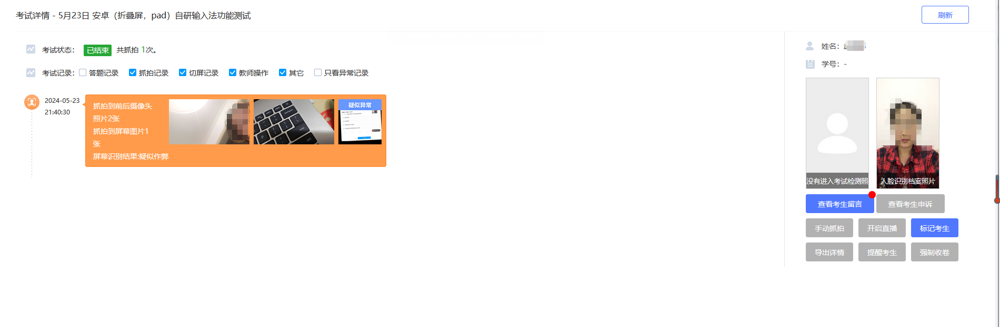 考试详情 - 5月23日 安卓（折叠屏，pad）自研输入法功能测试
刷新
考试状态： 已结束 共抓拍 1次。
考试记录： 答题记录 抓拍记录 切屏记录 教师操作 其它 只看异常记录
2024-05-23
21:40:30
抓拍到前后摄像头
照片2张
抓拍到屏幕图片1
张
屏幕识别结果:疑似作弊
疑似异常
姓名：
学号： -
没有进入考试检测照
人脸识别档案照片
查看考生留言 查看考生申诉
手动抓拍 开启直播 标记考生
导出详情 提醒考生 强制收卷